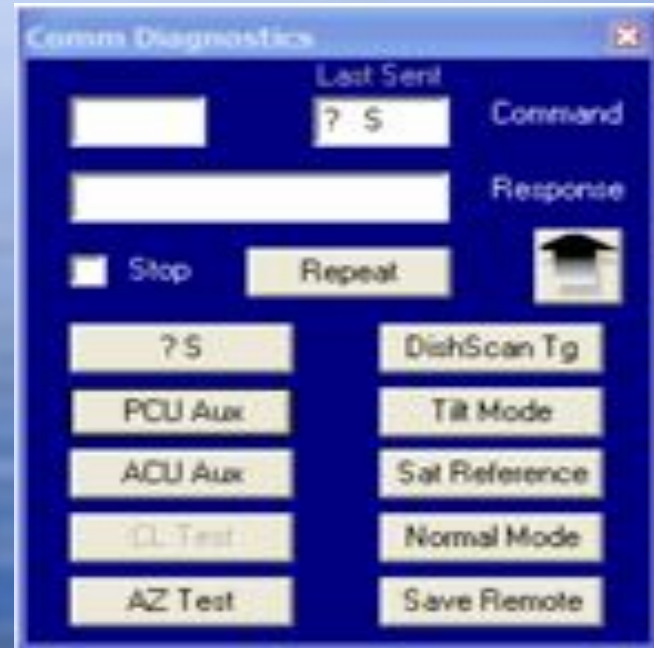 Comm Diagnostics
Last Sent
? S Command
Response
Stop Repeat
? S DishScan Tg
PCU Aux Tilt Mode
ACU Aux Sat Reference
CL Test Normal Mode
AZ Test Save Remote